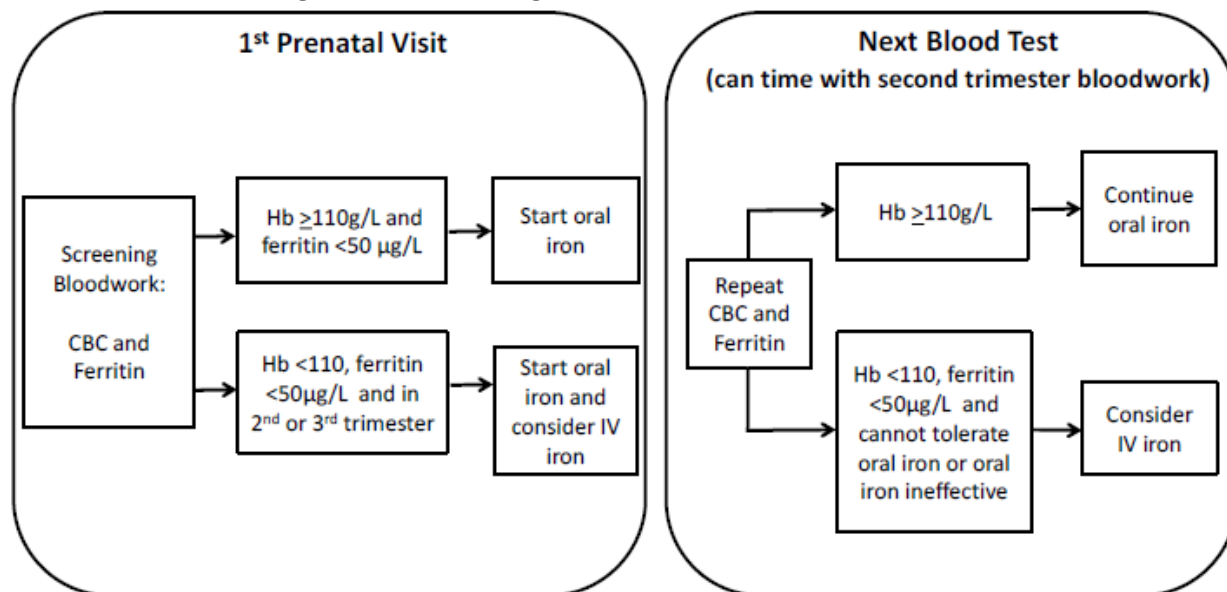 1st Prenatal Visit
Screening
Bloodwork:
CBC and
Ferritin
Hb ≥110g/L and
ferritin <50 µg/L
Start oral
iron
Hb <110, ferritin
<50µg/L and in
2nd or 3rd trimester
Start oral
iron and
consider IV
iron
Next Blood Test
(can time with second trimester bloodwork)
Repeat
CBC and
Ferritin
Hb ≥110g/L
Continue
oral iron
Hb <110, ferritin
<50µg/L and
cannot tolerate
oral iron or oral
iron ineffective
Consider
IV iron